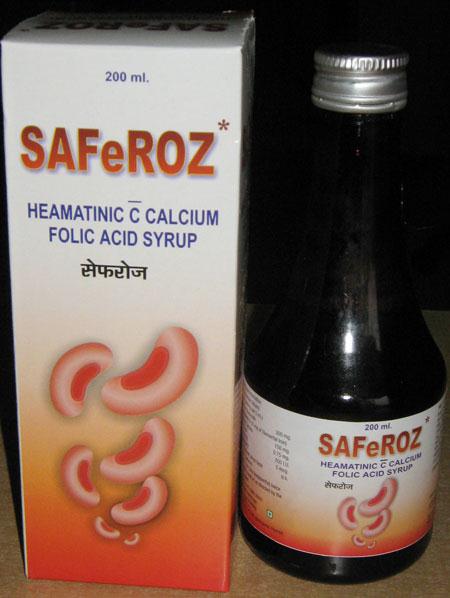 200 ml.
SAFeROZ*
HEAMATINIC C̅ CALCIUM
FOLIC ACID SYRUP
सेफरोज
200 ml.
SAFeROZ*
HEAMATINIC C̅ CALCIUM
FOLIC ACID SYRUP
सेफरोज